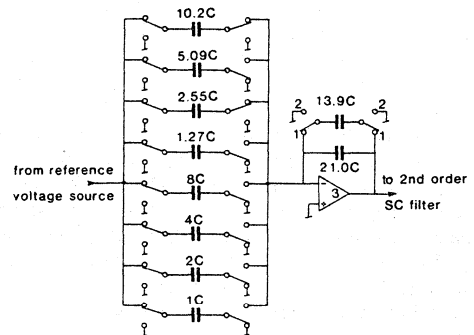 10.2C
5.09C
2.55C
1.27C
8C
4C
2C
1C
from reference
voltage source
2
2
13.9C
1
1
21.0C
3
to 2nd order
SC filter